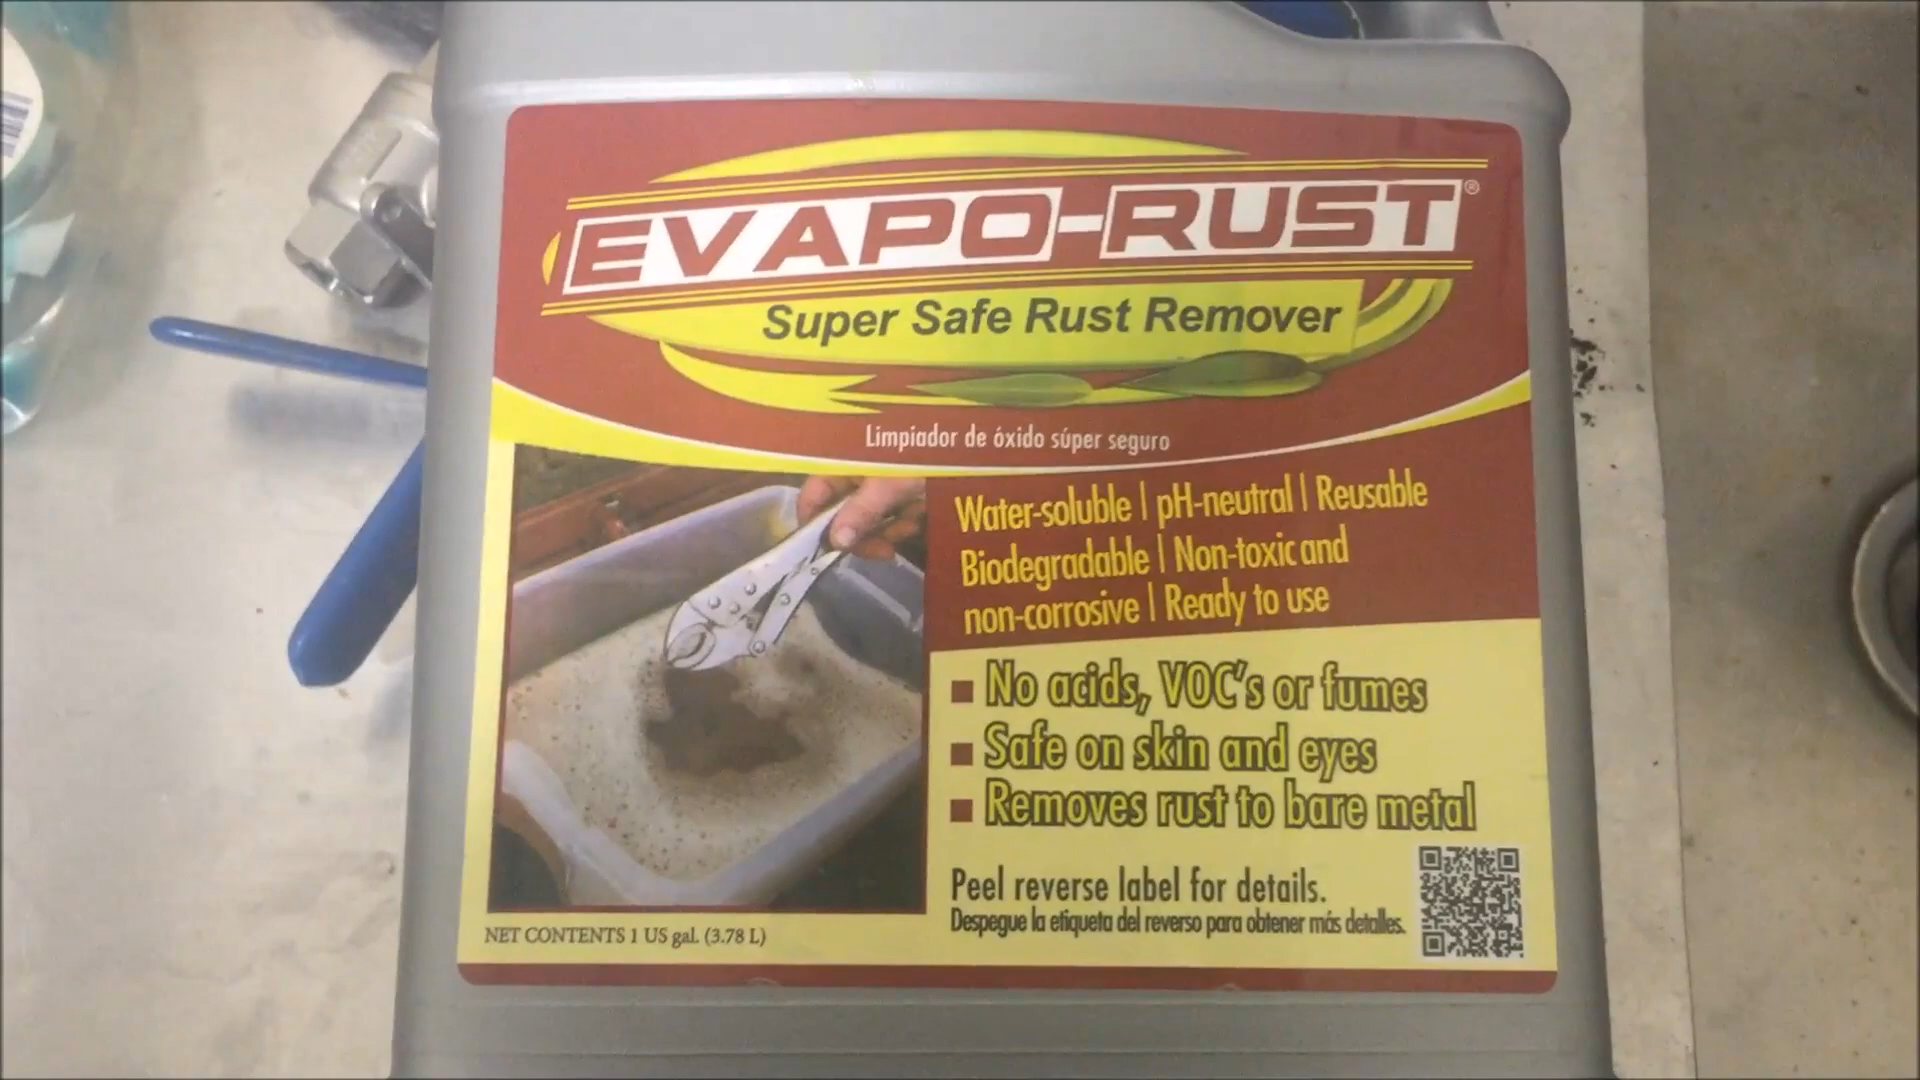 EVAPO-RUST®
Super Safe Rust Remover
Limpiador de óxido súper seguro
Water-soluble | pH-neutral | Reusable
Biodegradable | Non-toxic and
non-corrosive | Ready to use
No acids, VOC's or fumes
Safe on skin and eyes
Removes rust to bare metal
Peel reverse label for details.
Despegue la etiqueta del reverso para obtener más detalles.
NET CONTENTS 1 US gal. (3.78 L)